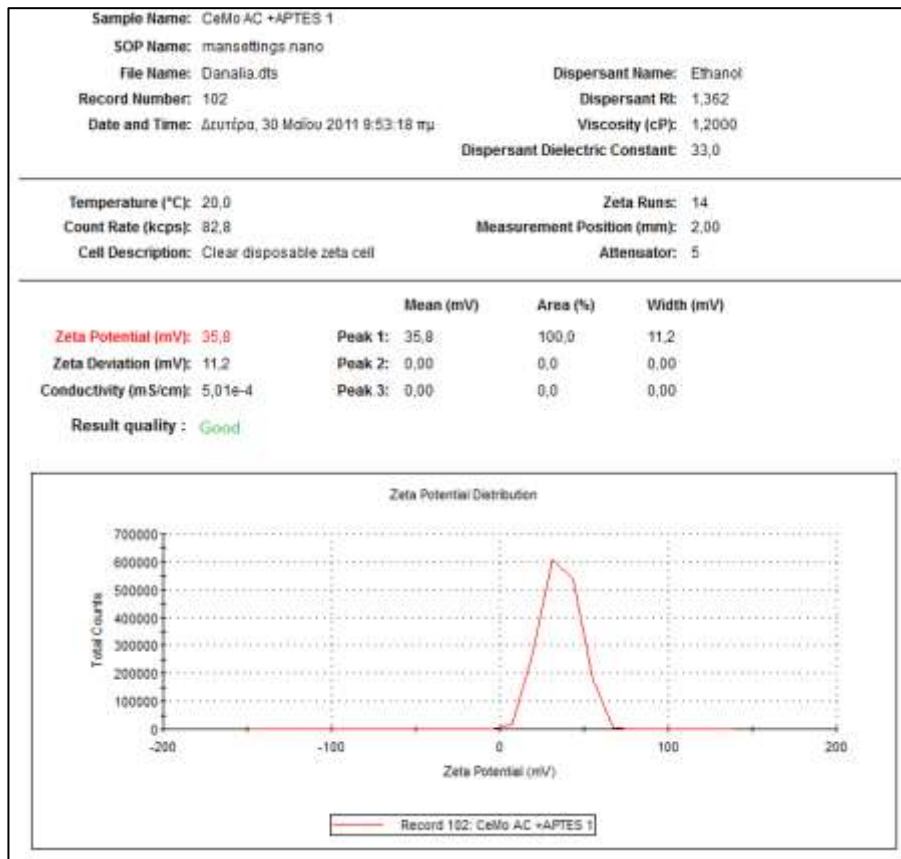 Sample Name: CeMo AC +APTES 1
SOP Name: mansettings.nano
File Name: Danalia.dts Dispersant Name: Ethanol
Record Number: 102 Dispersant RI: 1,362
Date and Time: Δευτέρα, 30 Μαΐου 2011 9:53:18 πμ Viscosity (cP): 1,2000
Dispersant Dielectric Constant: 33,0
Temperature (°C): 20,0 Zeta Runs: 14
Count Rate (kcps): 82,8 Measurement Position (mm): 2,00
Cell Description: Clear disposable zeta cell Attenuator: 5
Mean (mV) Area (%) Width (mV)
Zeta Potential (mV): 35,8 Peak 1: 35,8 100,0 11,2
Zeta Deviation (mV): 11,2 Peak 2: 0,00 0,0 0,00
Conductivity (mS/cm): 5,01e-4 Peak 3: 0,00 0,0 0,00
Result quality : Good
Zeta Potential Distribution
700000
600000
500000
400000
300000
200000
100000
0
Total Counts
-200 -100 0 100 200
Zeta Potential (mV)
Record 102: CeMo AC +APTES 1